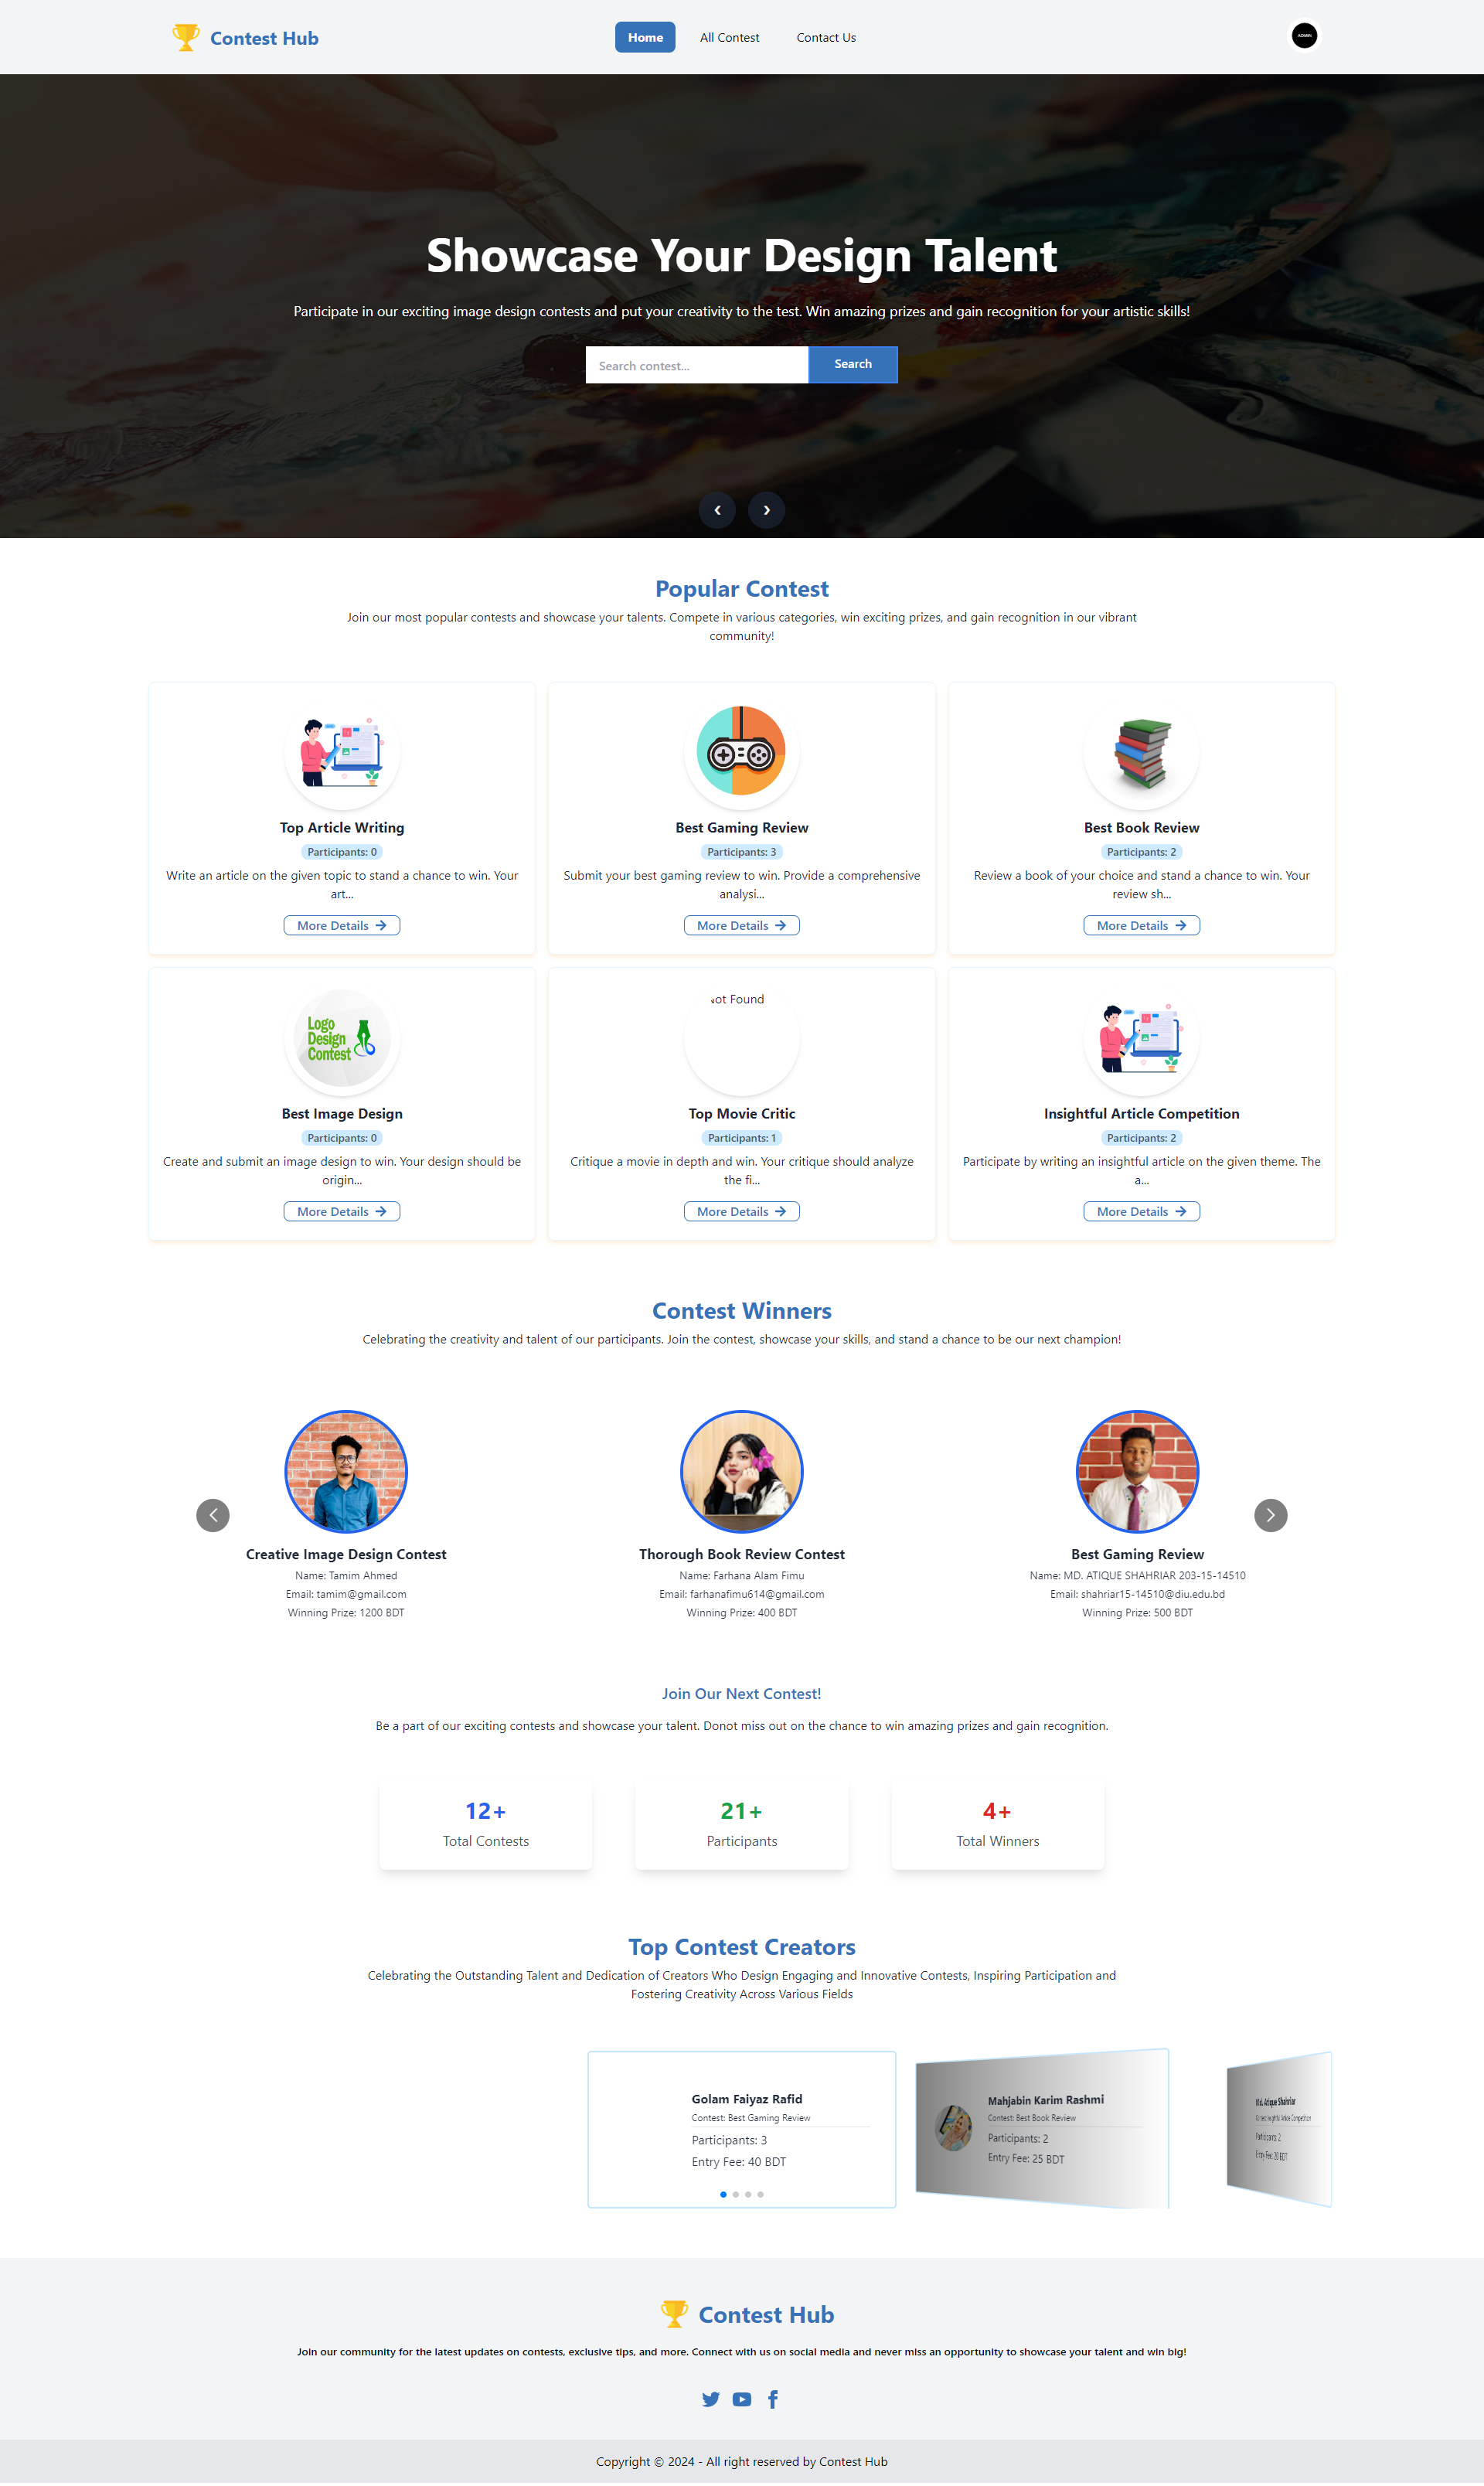 Contest Hub
Home
All Contest
Contact Us
ADMIN
Showcase Your Design Talent
Participate in our exciting image design contests and put your creativity to the test. Win amazing prizes and gain recognition for your artistic skills!
Search contest...
Search
‹ ›
Popular Contest
Join our most popular contests and showcase your talents. Compete in various categories, win exciting prizes, and gain recognition in our vibrant
community!
Top Article Writing
Participants: 0
Write an article on the given topic to stand a chance to win. Your
art...
More Details →
Best Gaming Review
Participants: 3
Submit your best gaming review to win. Provide a comprehensive
analysi...
More Details →
Best Book Review
Participants: 2
Review a book of your choice and stand a chance to win. Your
review sh...
More Details →
Logo
Design
Contest
Best Image Design
Participants: 0
Create and submit an image design to win. Your design should be
origin...
More Details →
ot Found
Top Movie Critic
Participants: 1
Critique a movie in depth and win. Your critique should analyze
the fi...
More Details →
Insightful Article Competition
Participants: 2
Participate by writing an insightful article on the given theme. The
a...
More Details →
Contest Winners
Celebrating the creativity and talent of our participants. Join the contest, showcase your skills, and stand a chance to be our next champion!
Creative Image Design Contest
Name: Tamim Ahmed
Email: tamim@gmail.com
Winning Prize: 1200 BDT
Thorough Book Review Contest
Name: Farhana Alam Fimu
Email: farhanafimu614@gmail.com
Winning Prize: 400 BDT
Best Gaming Review
Name: MD. ATIQUE SHAHRIAR 203-15-14510
Email: shahriar15-14510@diu.edu.bd
Winning Prize: 500 BDT
Join Our Next Contest!
Be a part of our exciting contests and showcase your talent. Donot miss out on the chance to win amazing prizes and gain recognition.
12+
Total Contests
21+
Participants
4+
Total Winners
Top Contest Creators
Celebrating the Outstanding Talent and Dedication of Creators Who Design Engaging and Innovative Contests, Inspiring Participation and
Fostering Creativity Across Various Fields
Golam Faiyaz Rafid
Contest: Best Gaming Review
Participants: 3
Entry Fee: 40 BDT
Mahjabin Karim Rashmi
Contest: Best Book Review
Participants: 2
Entry Fee: 25 BDT
Md. Atique Shahriar
Contest: Insightful Article Competition
Participants: 2
Entry Fee: 20 BDT
Contest Hub
Join our community for the latest updates on contests, exclusive tips, and more. Connect with us on social media and never miss an opportunity to showcase your talent and win big!
Copyright © 2024 - All right reserved by Contest Hub